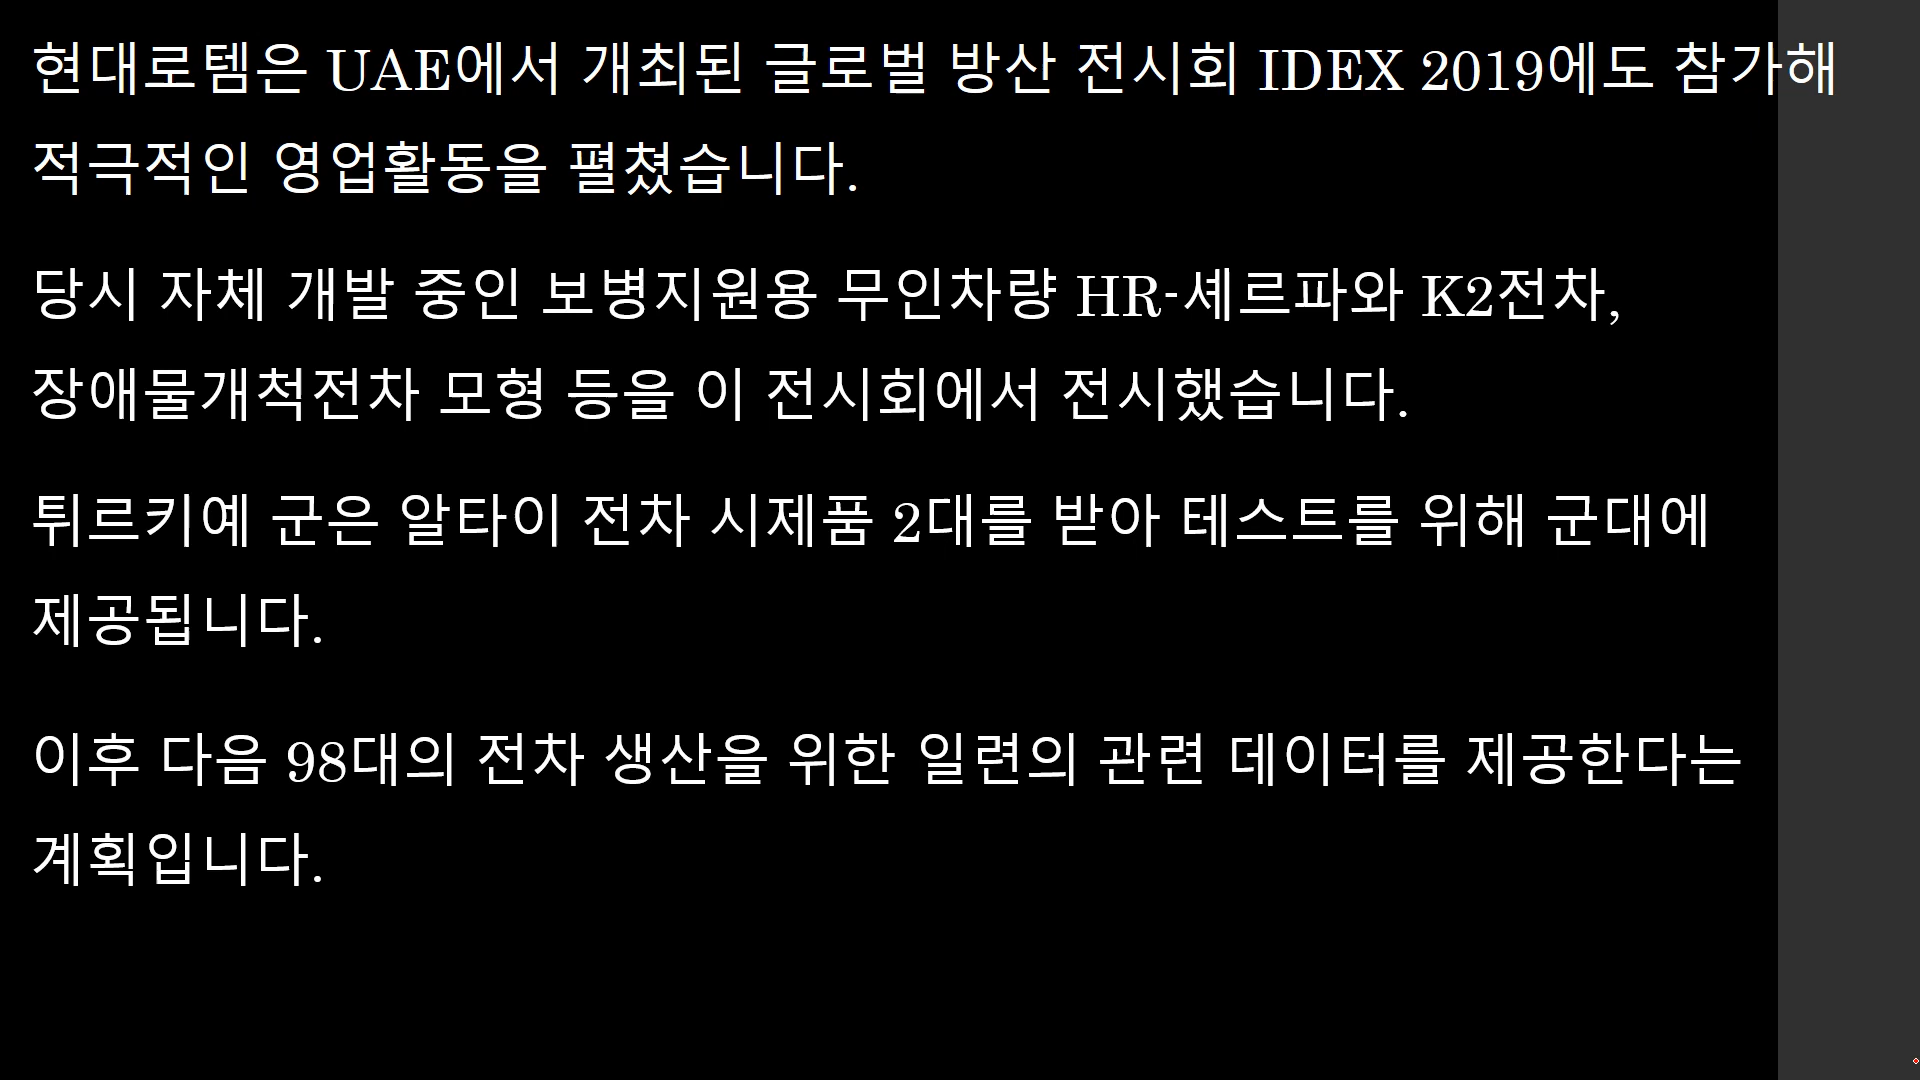 현대로템은 UAE에서 개최된 글로벌 방산 전시회 IDEX 2019에도 참가해
적극적인 영업활동을 펼쳤습니다.
당시 자체 개발 중인 보병지원용 무인차량 HR-셰르파와 K2전차,
장애물개척전차 모형 등을 이 전시회에서 전시했습니다.
튀르키예 군은 알타이 전차 시제품 2대를 받아 테스트를 위해 군대에
제공됩니다.
이후 다음 98대의 전차 생산을 위한 일련의 관련 데이터를 제공한다는
계획입니다.